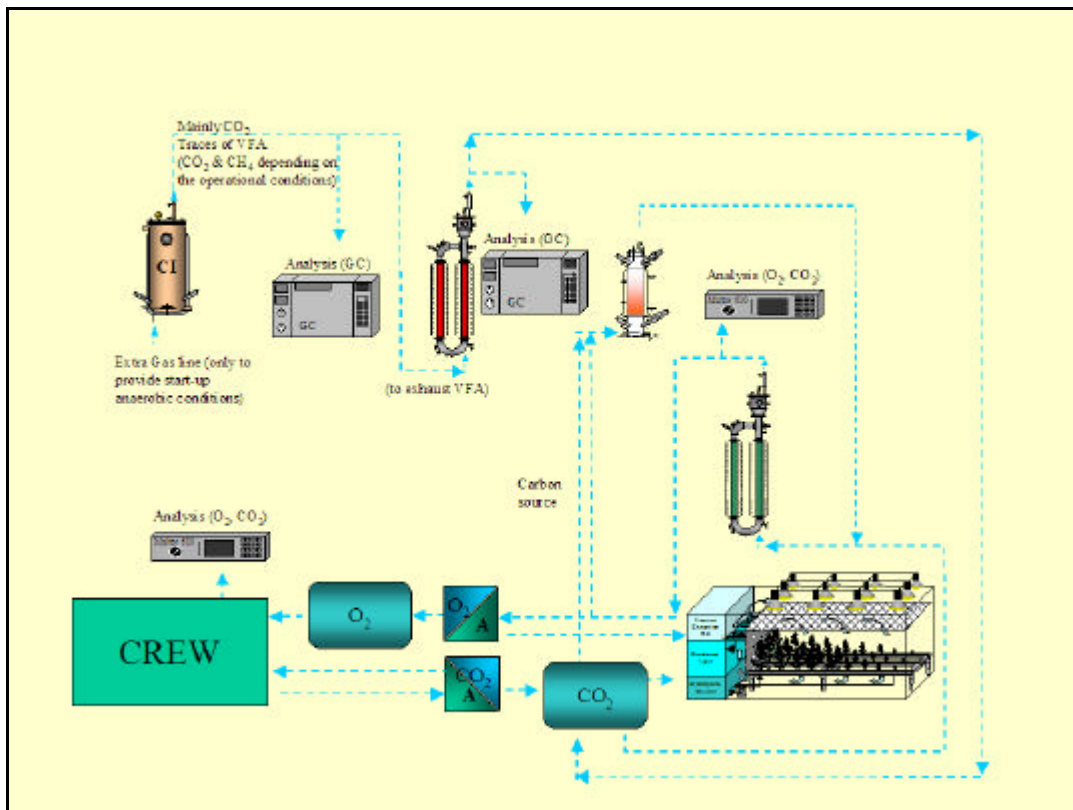 Mainly CO2
Traces of VFA
(CO2 & CH4 depending on
the operational conditions)
CI
Analysis (GC)
GC
Extra Gas line (only to
provide start-up
anaerobic conditions)
Analysis (GC)
GC
(to exhaust VFA)
Analysis (O2, CO2)
Carbon
source
Analysis (O2, CO2)
CREW
O2
O2
A
CO2
A
CO2